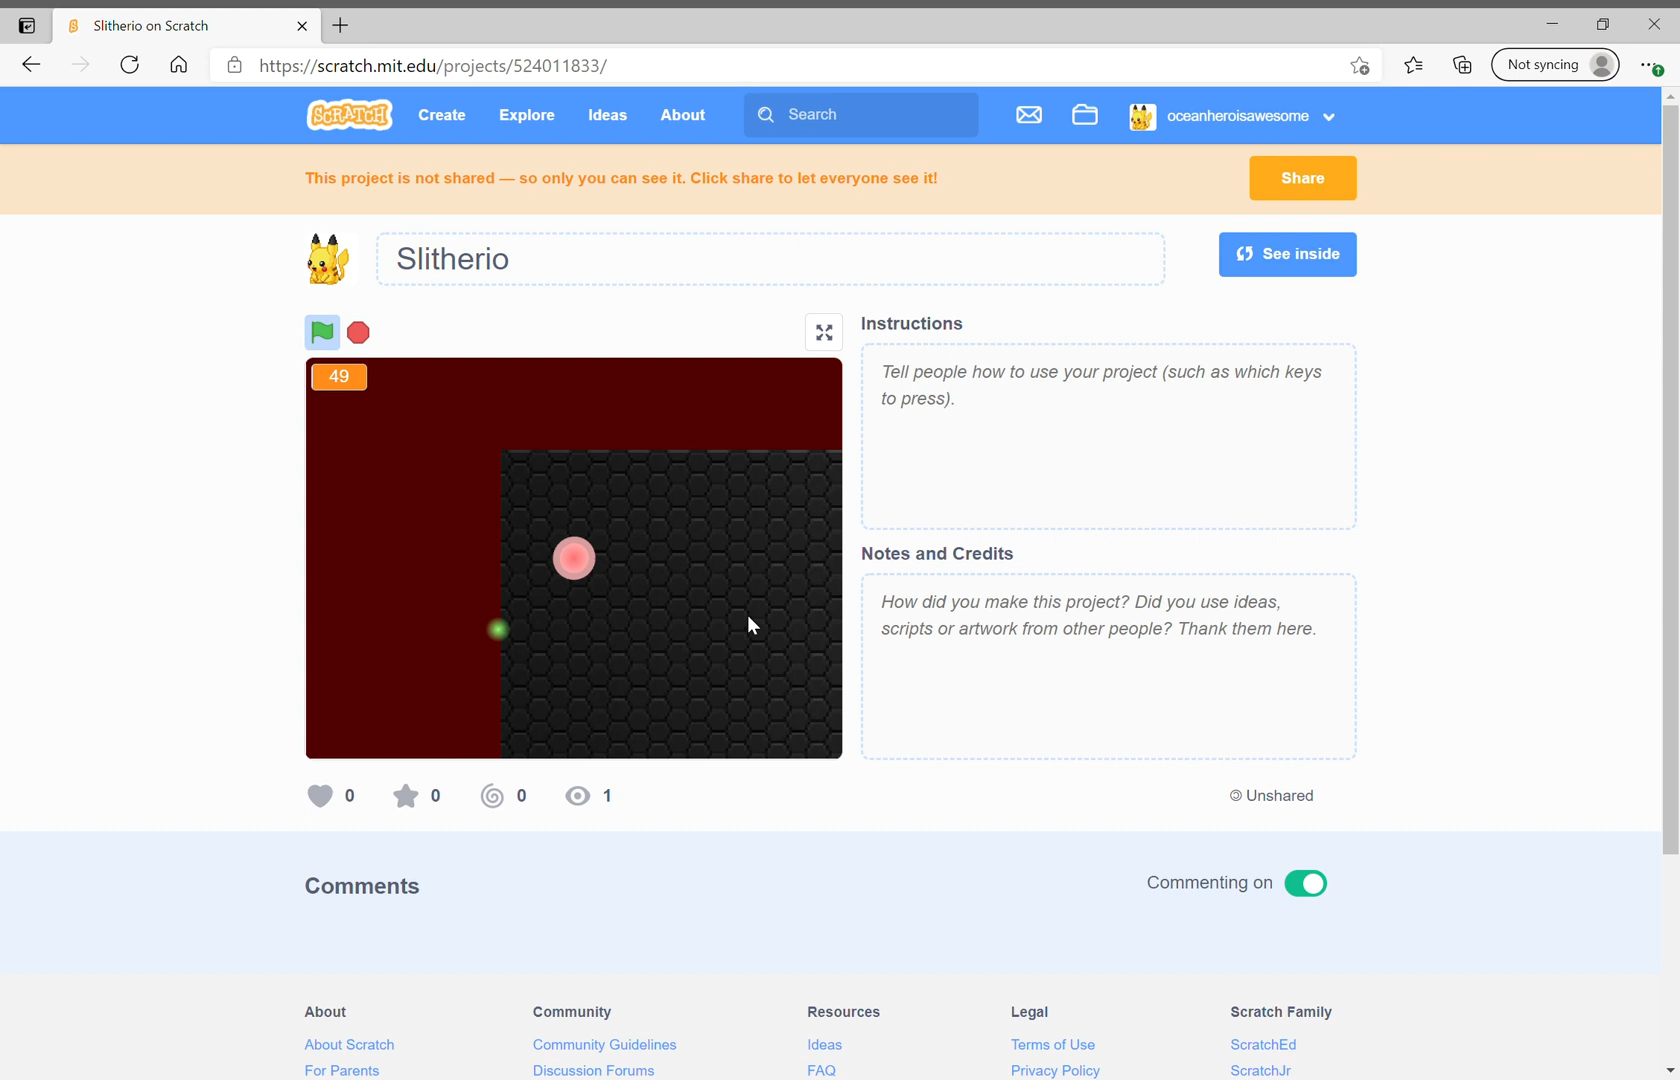 Slitherio on Scratch
https://scratch.mit.edu/projects/524011833/
Not syncing
SCRATCH
Create
Explore
Ideas
About
Search
oceanheroisawesome
This project is not shared — so only you can see it. Click share to let everyone see it!
Share
Slitherio
See inside
49
Instructions
Tell people how to use your project (such as which keys
to press).
Notes and Credits
How did you make this project? Did you use ideas,
scripts or artwork from other people? Thank them here.
0
0
0
1
Unshared
Comments
Commenting on
About
Community
Resources
Legal
Scratch Family
About Scratch
Community Guidelines
Ideas
Terms of Use
ScratchEd
For Parents
Discussion Forums
FAQ
Privacy Policy
ScratchJr